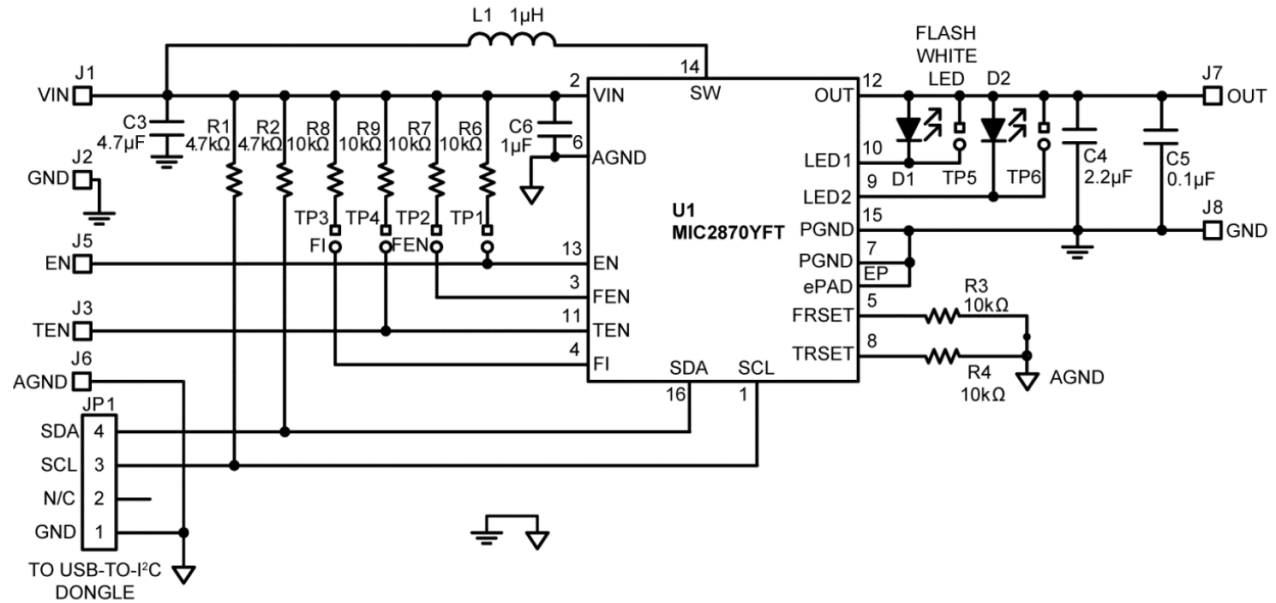 L1 1µH
FLASH
WHITE
LED D2
J1
VIN
C3
4.7µF
R1
4.7kΩ
R2
4.7kΩ
R8
10kΩ
R9
10kΩ
R7
10kΩ
R6
10kΩ
C6
1µF
2
VIN
14
SW
12
OUT
J7
OUT
6
AGND
10
LED1
D1
TP5
TP6
C4
2.2µF
C5
0.1µF
J2
GND
9
LED2
U1
MIC2870YFT
TP3
FI
TP4
TP2
FEN
TP1
15
PGND
J8
GND
J5
EN
13
EN
7
PGND
EP
ePAD
3
FEN
5
FRSET
R3
10kΩ
J3
TEN
11
TEN
4
FI
8
TRSET
R4
10kΩ
AGND
J6
AGND
SDA
16
SCL
1
JP1
SDA 4
SCL 3
N/C 2
GND 1
TO USB-TO-I²C
DONGLE